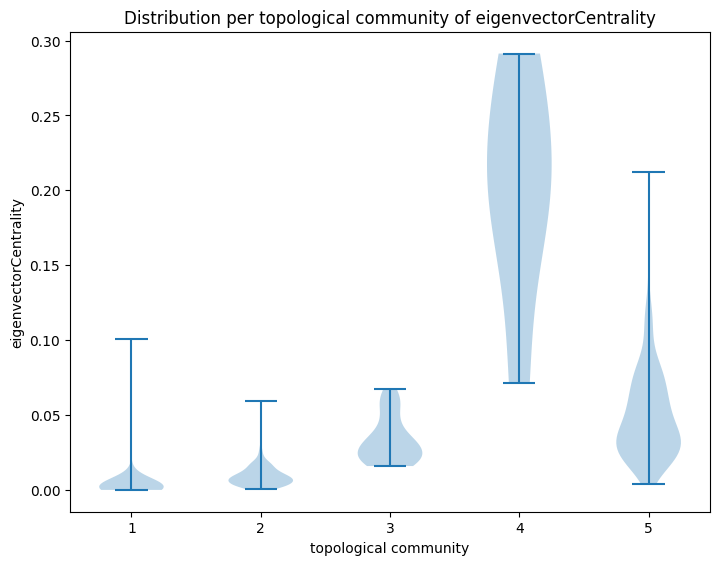 Distribution per topological community of eigenvectorCentrality
eigenvectorCentrality
0.30
0.25
0.20
0.15
0.10
0.05
0.00
1 2 3 4 5
topological community